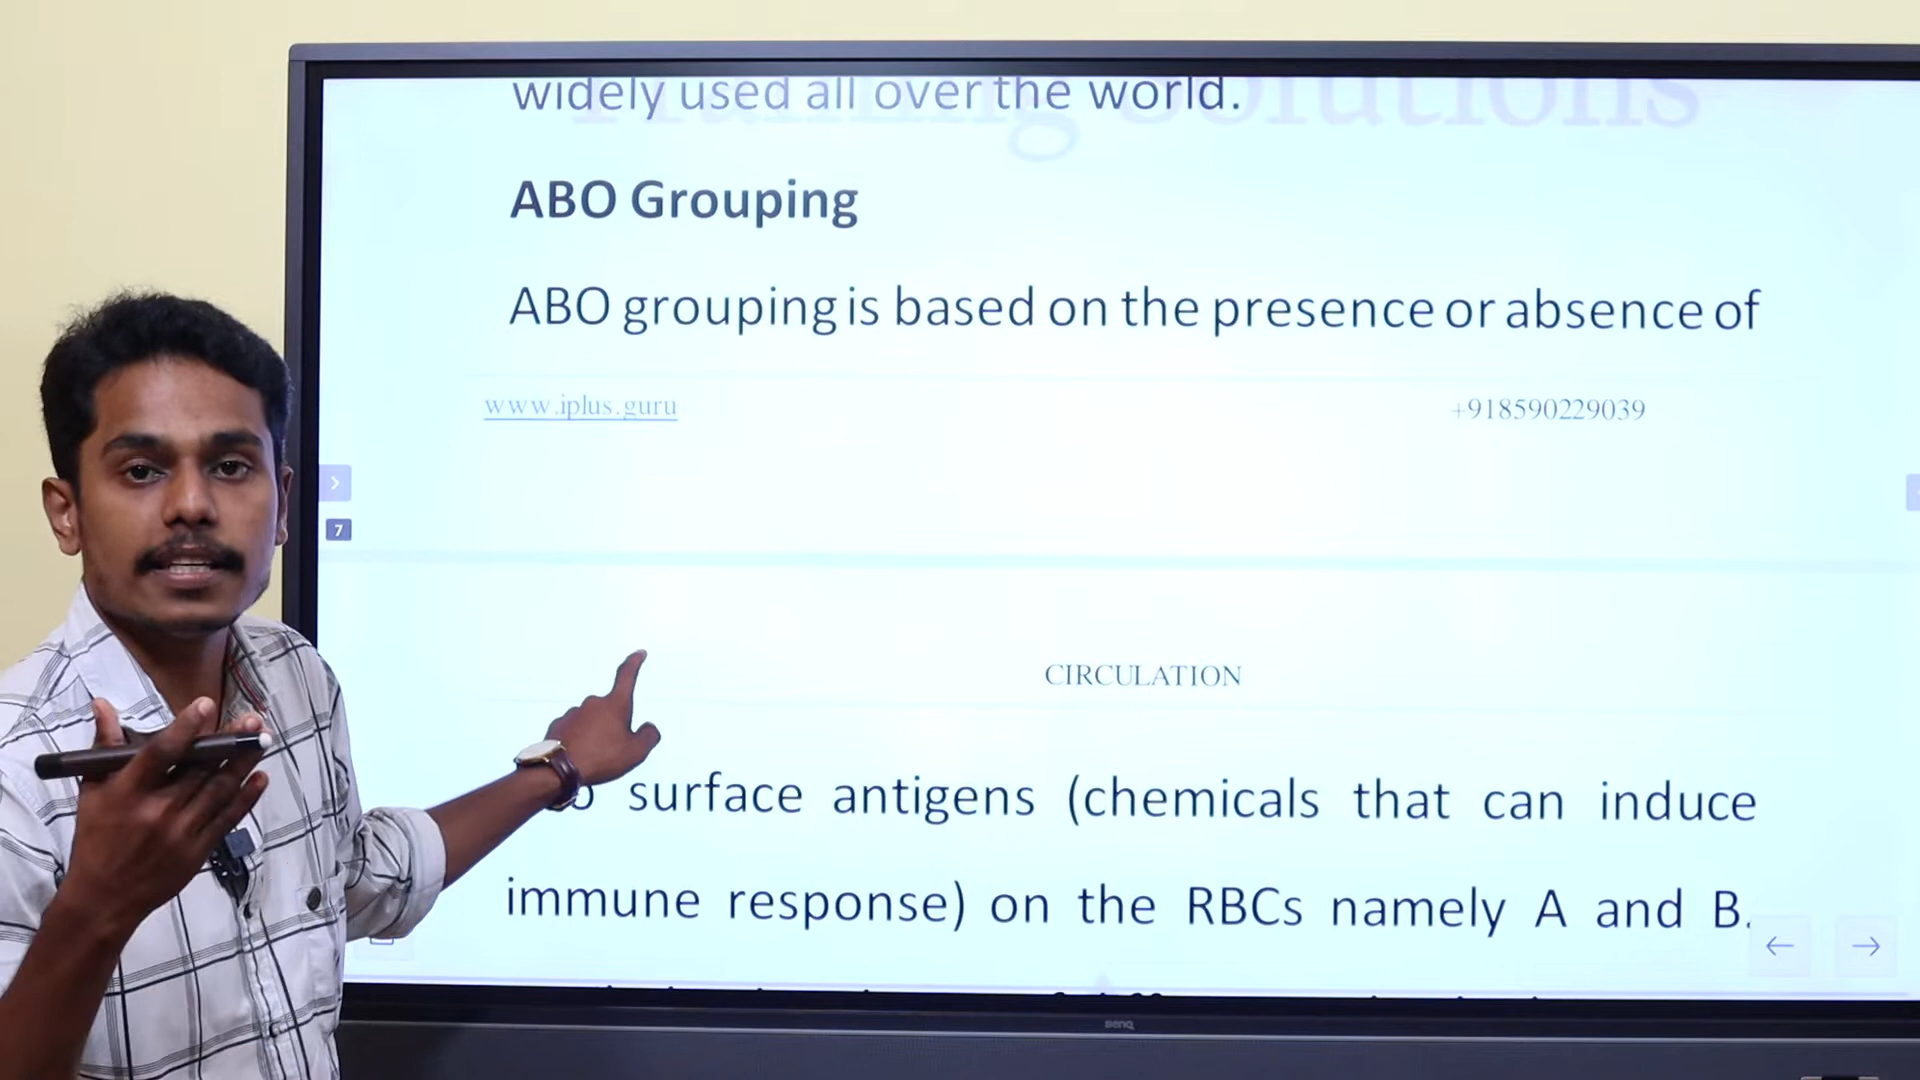 widely used all over the world.
Training Solutions
ABO Grouping
ABO grouping is based on the presence or absence of
www.iplus.guru
+918590229039
7
CIRCULATION
surface antigens (chemicals that can induce
immune response) on the RBCs namely A and B.
BenQ